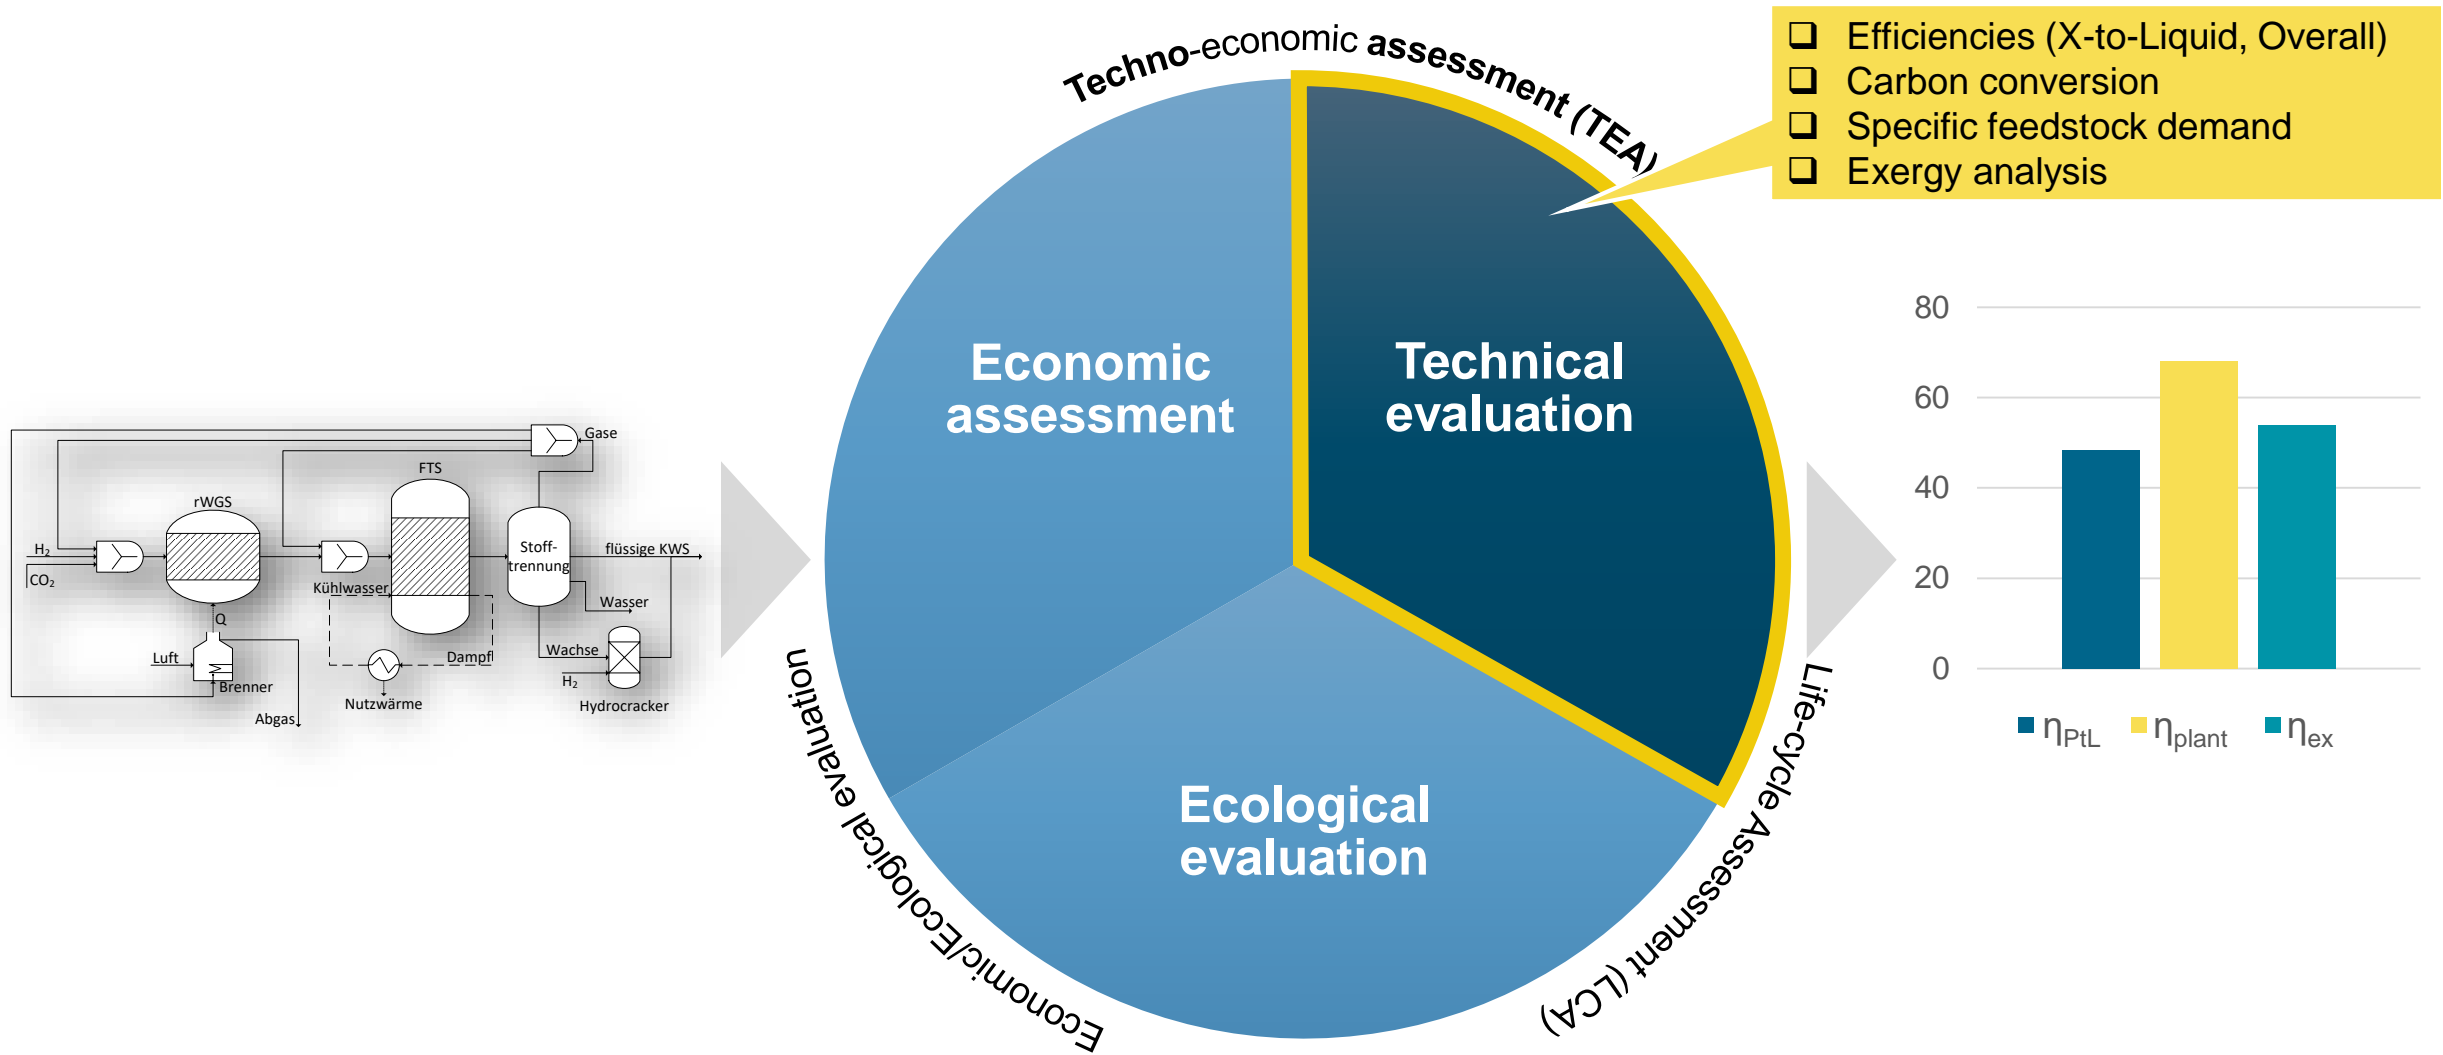 Techno-economic assessment (TEA)
❑ Efficiencies (X-to-Liquid, Overall)
❑ Carbon conversion
❑ Specific feedstock demand
❑ Exergy analysis
Economic
assessment
Technical
evaluation
Ecological
evaluation
Life-cycle Assessment (LCA)
Economic/Ecological evaluation
Gase
FTS
rWGS
H₂
CO₂
Kühlwasser
Stoff-
trennung
flüssige KWS
Wasser
Q
Luft
Brenner
Abgas
Dampf
Nutzwärme
Wachse
H₂
Hydrocracker
80
60
40
20
0
ηPtL ηplant ηex